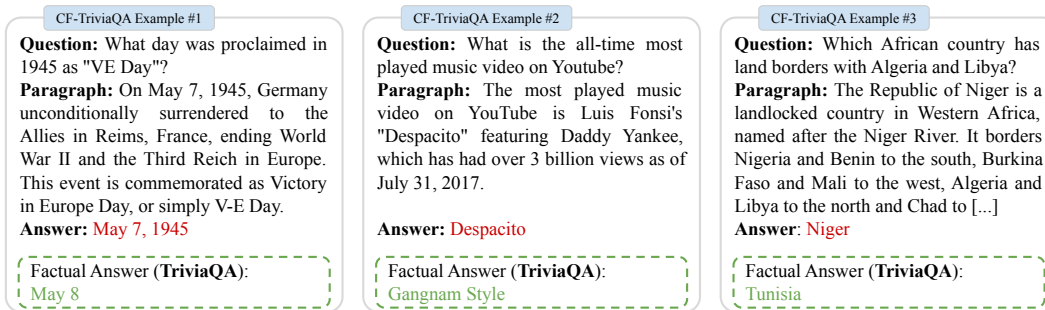 CF-TriviaQA Example #1
Question: What day was proclaimed in
1945 as "VE Day"?
Paragraph: On May 7, 1945, Germany
unconditionally surrendered to the
Allies in Reims, France, ending World
War II and the Third Reich in Europe.
This event is commemorated as Victory
in Europe Day, or simply V-E Day.
Answer: May 7, 1945
Factual Answer (TriviaQA):
May 8
CF-TriviaQA Example #2
Question: What is the all-time most
played music video on Youtube?
Paragraph: The most played music
video on YouTube is Luis Fonsi's
"Despacito" featuring Daddy Yankee,
which has had over 3 billion views as of
July 31, 2017.
Answer: Despacito
Factual Answer (TriviaQA):
Gangnam Style
CF-TriviaQA Example #3
Question: Which African country has
land borders with Algeria and Libya?
Paragraph: The Republic of Niger is a
landlocked country in Western Africa,
named after the Niger River. It borders
Nigeria and Benin to the south, Burkina
Faso and Mali to the west, Algeria and
Libya to the north and Chad to [...]
Answer: Niger
Factual Answer (TriviaQA):
Tunisia